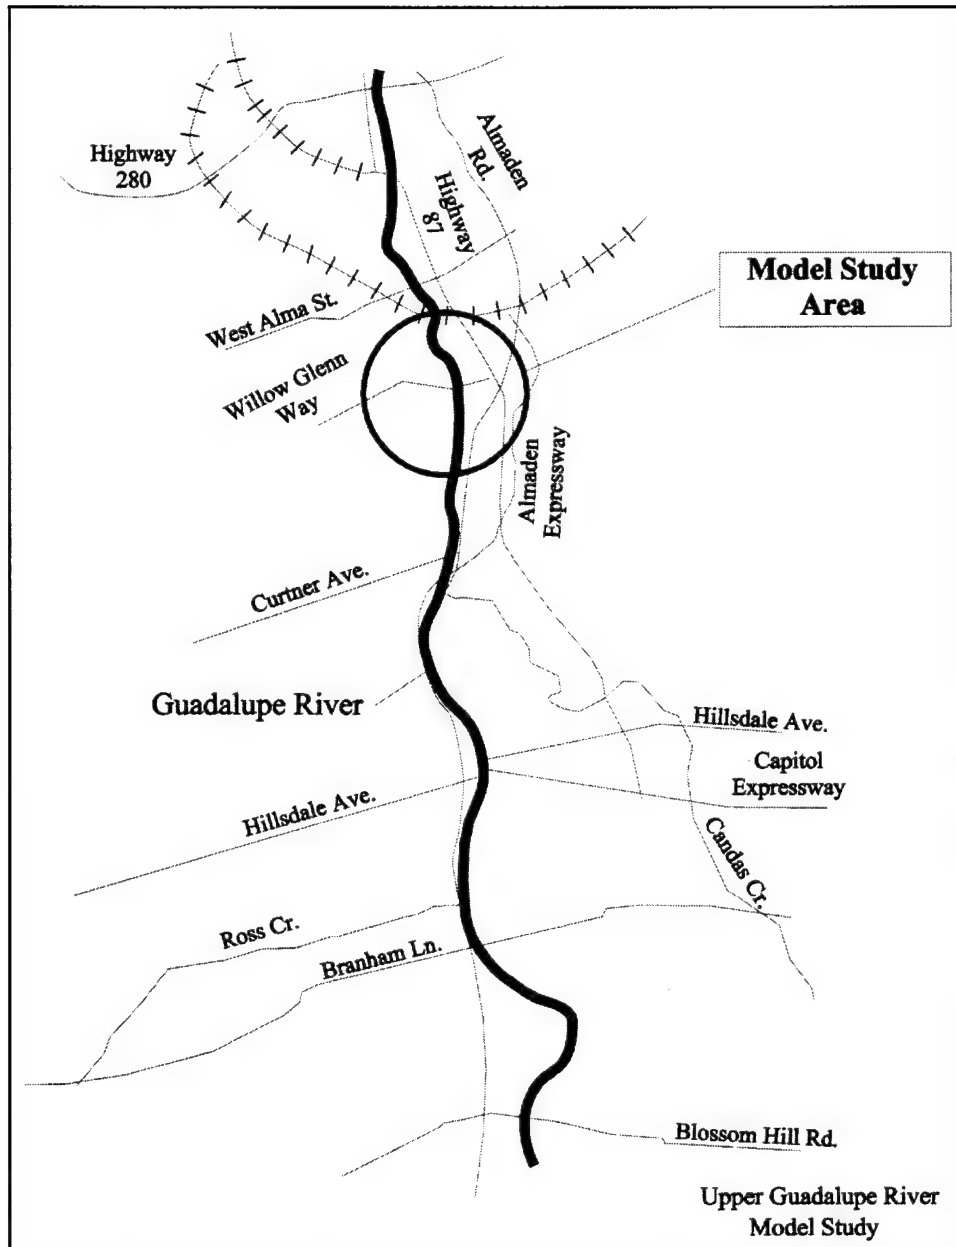 Almaden
Rd.
Highway
280
Highway
87
Model Study
Area
West Alma St.
Willow Glenn
Way
Almaden
Expressway
Curtner Ave.
Guadalupe River
Hillsdale Ave.
Capitol
Expressway
Hillsdale Ave.
Candas Cr.
Ross Cr.
Branham Ln.
Blossom Hill Rd.
Upper Guadalupe River
Model Study